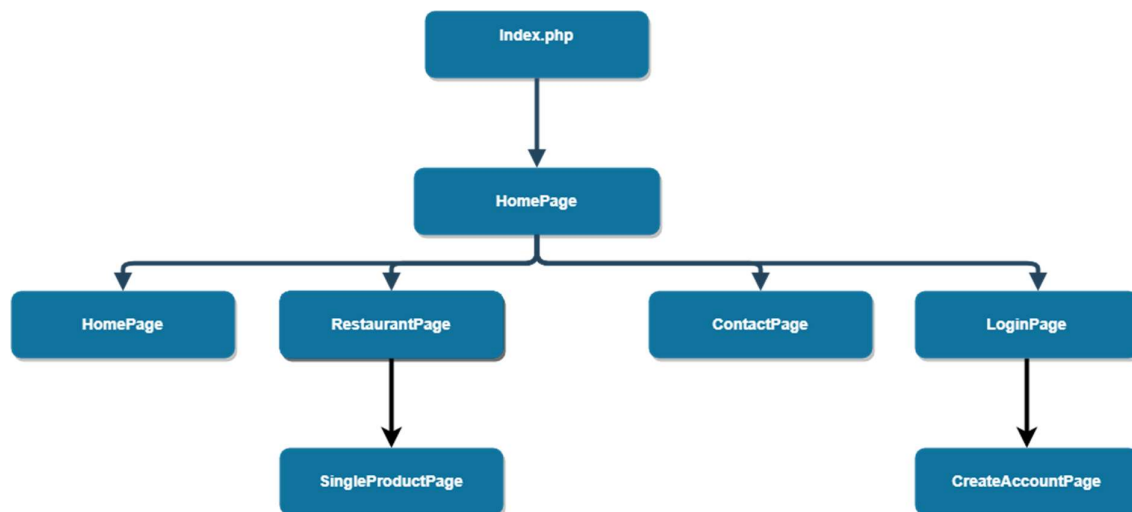 Index.php
HomePage
HomePage
RestaurantPage
ContactPage
LoginPage
SingleProductPage
CreateAccountPage